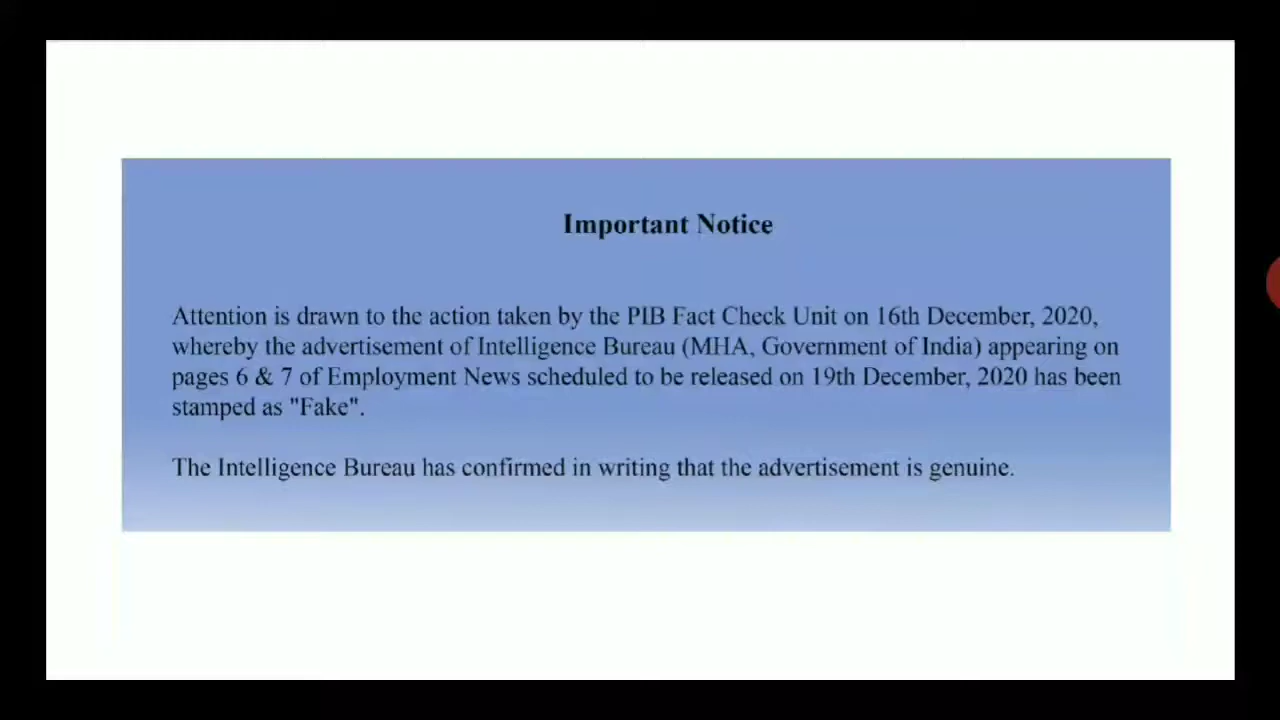 Important Notice
Attention is drawn to the action taken by the PIB Fact Check Unit on 16th December, 2020,
whereby the advertisement of Intelligence Bureau (MHA, Government of India) appearing on
pages 6 & 7 of Employment News scheduled to be released on 19th December, 2020 has been
stamped as "Fake".
The Intelligence Bureau has confirmed in writing that the advertisement is genuine.